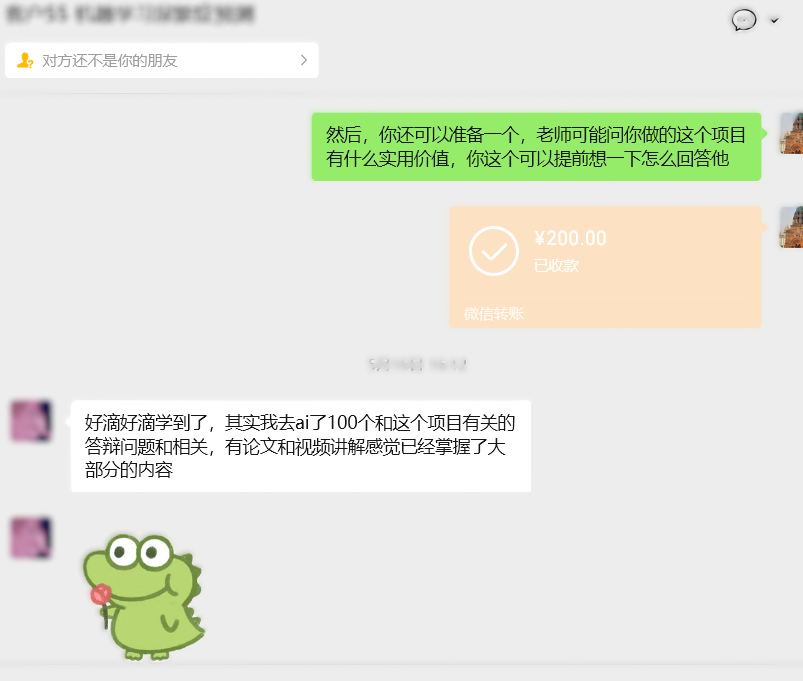 对方还不是你的朋友
然后，你还可以准备一个，老师可能问你做的这个项目
有什么实用价值，你这个可以提前想一下怎么回答他
¥200.00
已收款
微信转账
好滴好滴学到了，其实我去ai了100个和这个项目有关的
答辩问题和相关，有论文和视频讲解感觉已经掌握了大
部分的内容